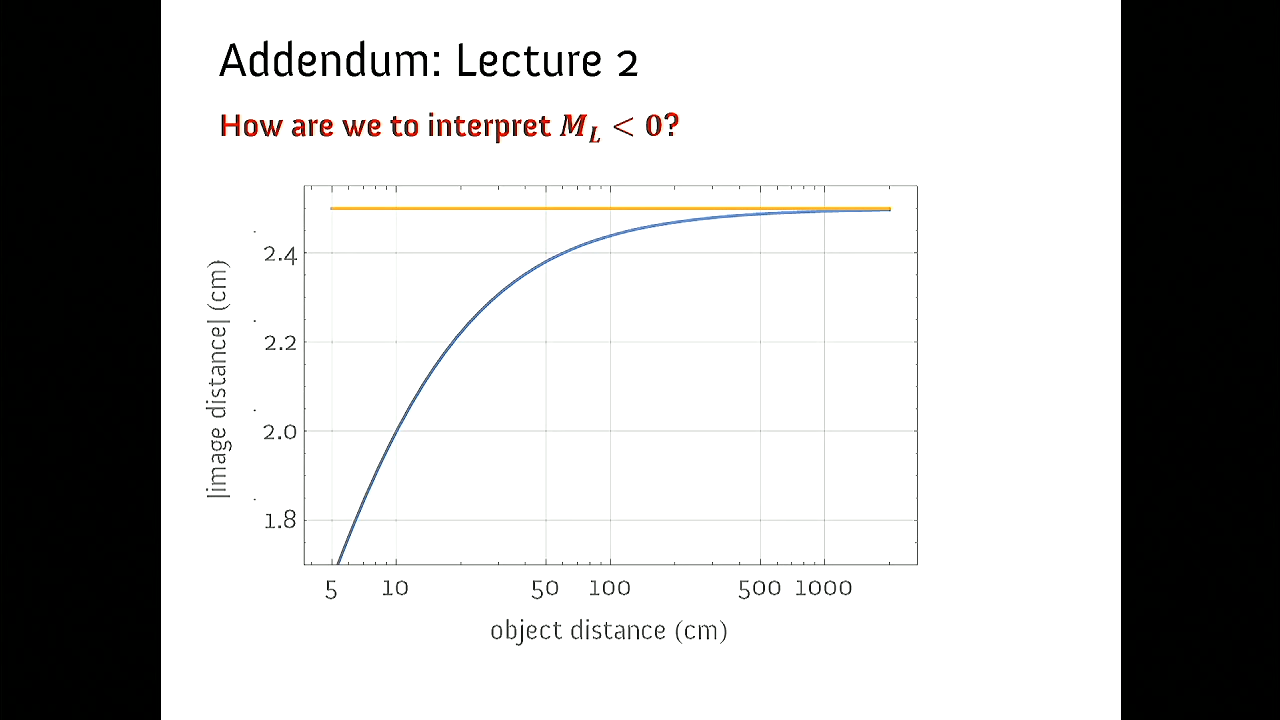 Addendum: Lecture 2
How are we to interpret M_L < 0?
|image distance| (cm)
2.4
2.2
2.0
1.8
5 10 50 100 500 1000
object distance (cm)